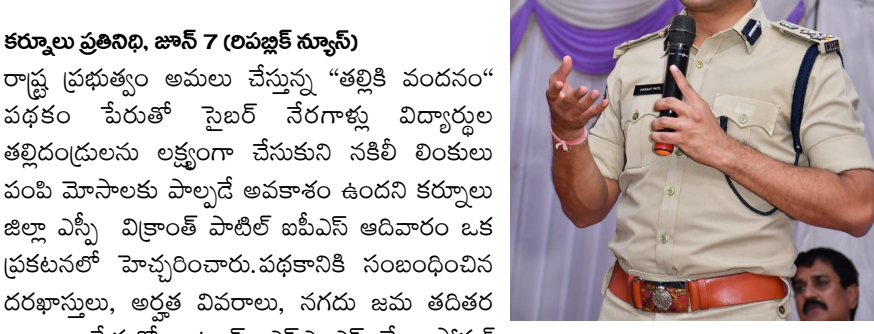 కర్నూలు ప్రతినిధి, జూన్ 7 (రిపబ్లిక్ న్యూస్)
రాష్ట్ర ప్రభుత్వం అమలు చేస్తున్న “తల్లికి వందనం“
పథకం పేరుతో సైబర్ నేరగాళ్లు విద్యార్థుల
తల్లిదండ్రులను లక్ష్యంగా చేసుకుని నకిలీ లింకులు
పంపి మోసాలకు పాల్పడే అవకాశం ఉందని కర్నూలు
జిల్లా ఎస్పీ విక్రాంత్ పాటిల్ ఐపీఎస్ ఆదివారం ఒక
ప్రకటనలో హెచ్చరించారు.పథకానికి సంబంధించిన
దరఖాస్తులు, అర్హత వివరాలు, నగదు జమ తదితర